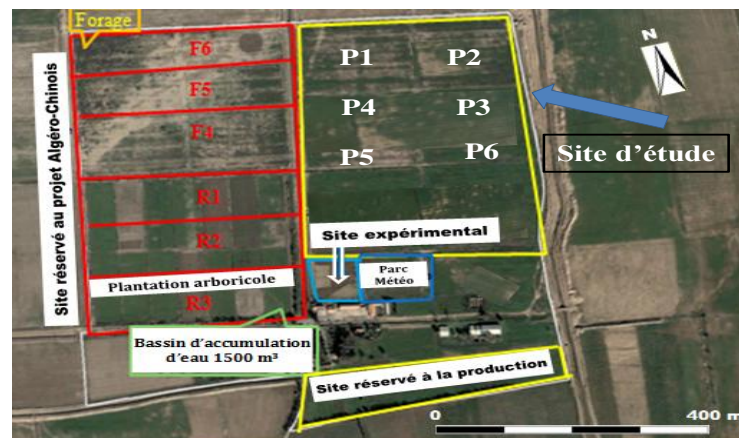 Forage
F6
F5
F4
R1
R2
Plantation arboricole
R3
Site réservé au projet Algéro-Chinois
P1 P2
P4 P3
P5 P6
N
Site d'étude
Site expérimental
Parc
Météo
Bassin d'accumulation
d'eau 1500 m³
Site réservé à la production
0 400 m